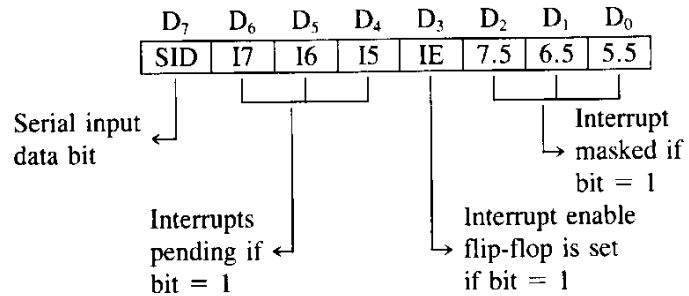 D7 D6 D5 D4 D3 D2 D1 D0
SID I7 I6 I5 IE 7.5 6.5 5.5
Serial input
data bit
Interrupt
masked if
bit = 1
Interrupts
pending if
bit = 1
Interrupt enable
flip-flop is set
if bit = 1